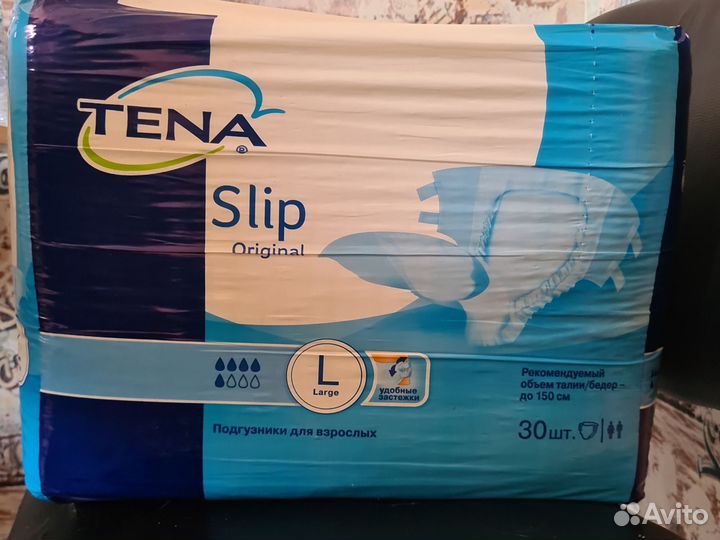 TENA®
Slip
Original
L
Large
удобные
застежки
Рекомендуемый
объем талии/бедер –
до 150 см
Подгузники для взрослых
30 шт.
Avito